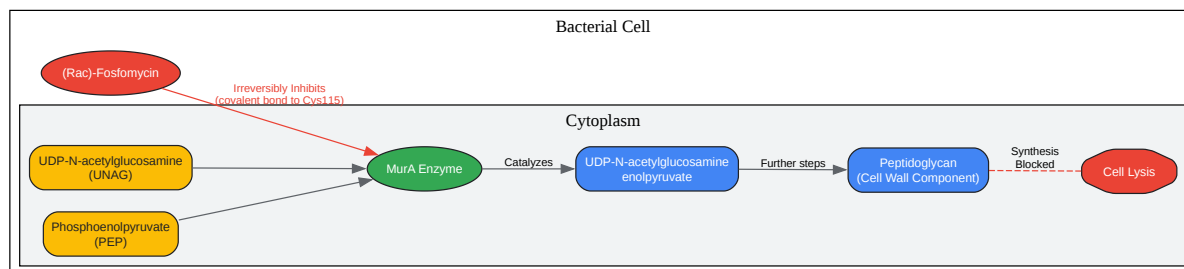 Bacterial Cell
(Rac)-Fosfomycin
Irreversibly Inhibits
(covalent bond to Cys115)
Cytoplasm
UDP-N-acetylglucosamine
(UNAG)
MurA Enzyme
Catalyzes
UDP-N-acetylglucosamine
enolpyruvate
Further steps
Peptidoglycan
(Cell Wall Component)
Synthesis
Blocked
Cell Lysis
Phosphoenolpyruvate
(PEP)